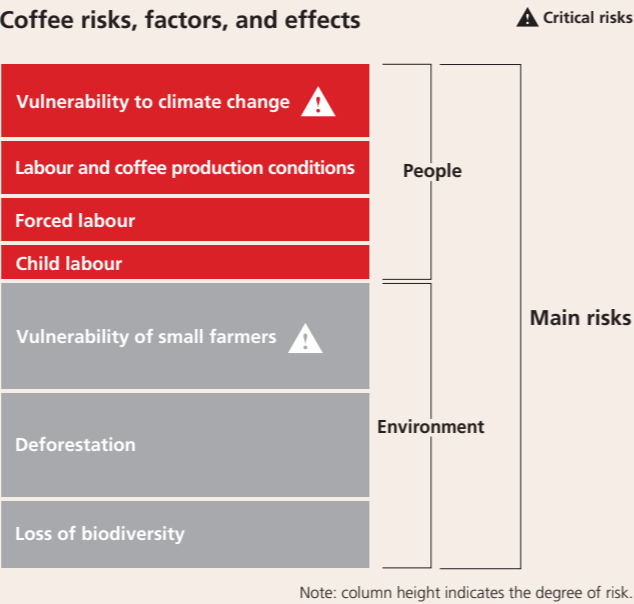 Coffee risks, factors, and effects
Critical risks
Vulnerability to climate change
Labour and coffee production conditions
People
Forced labour
Child labour
Vulnerability of small farmers
Main risks
Environment
Deforestation
Loss of biodiversity
Note: column height indicates the degree of risk.